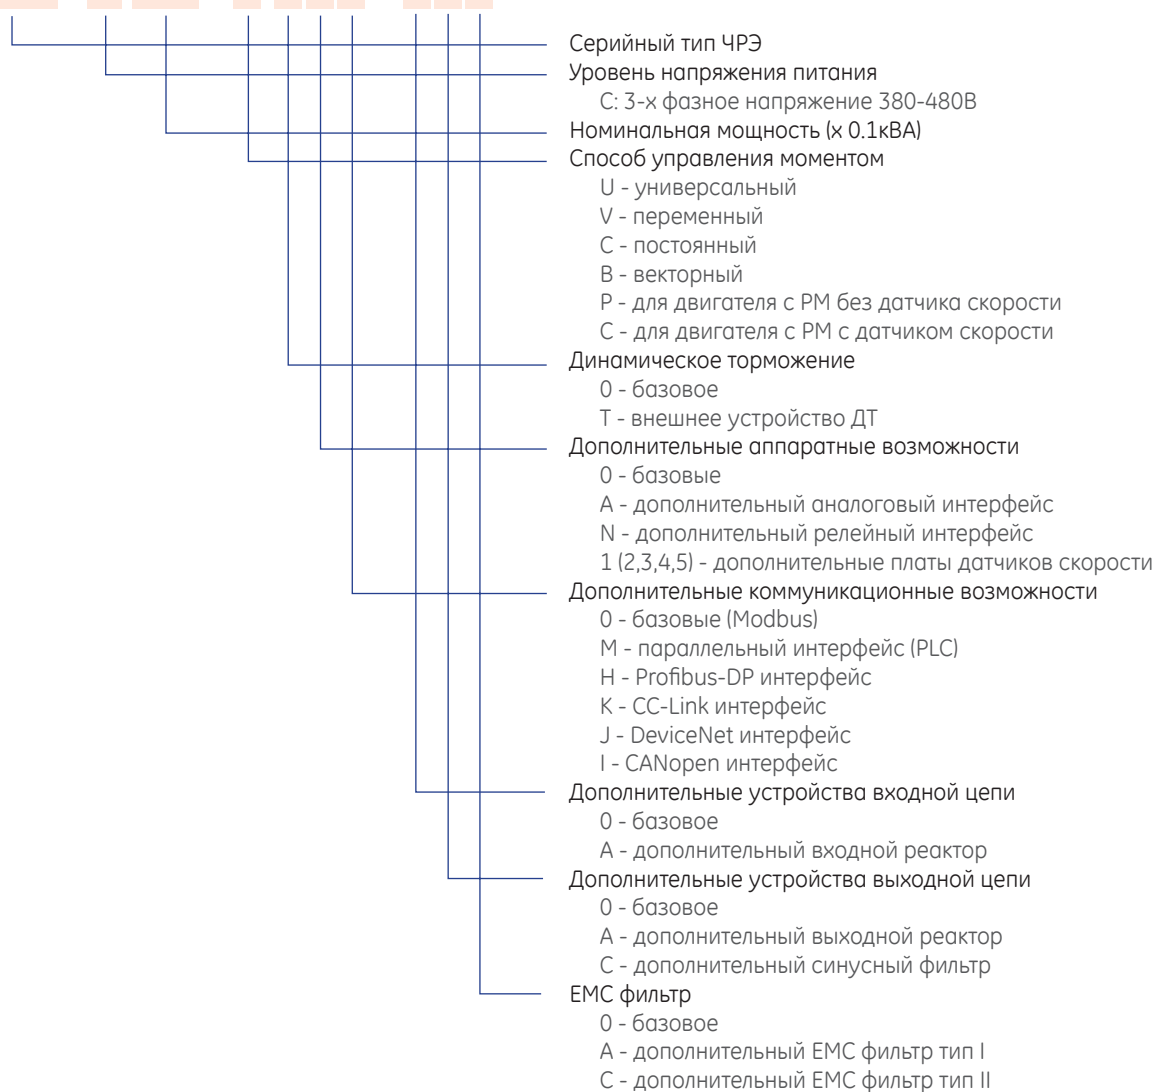 Серийный тип ЧРЭ
Уровень напряжения питания
C: 3-х фазное напряжение 380-480В
Номинальная мощность (х 0.1кВА)
Способ управления моментом
U - универсальный
V - переменный
C - постоянный
B - векторный
P - для двигателя с PM без датчика скорости
C - для двигателя с PM с датчиком скорости
Динамическое торможение
0 - базовое
T - внешнее устройство ДТ
Дополнительные аппаратные возможности
0 - базовые
A - дополнительный аналоговый интерфейс
N - дополнительный релейный интерфейс
1 (2,3,4,5) - дополнительные платы датчиков скорости
Дополнительные коммуникационные возможности
0 - базовые (Modbus)
M - параллельный интерфейс (PLC)
H - Profibus-DP интерфейс
K - CC-Link интерфейс
J - DeviceNet интерфейс
I - CANopen интерфейс
Дополнительные устройства входной цепи
0 - базовое
A - дополнительный входной реактор
Дополнительные устройства выходной цепи
0 - базовое
A - дополнительный выходной реактор
C - дополнительный синусный фильтр
EMC фильтр
0 - базовое
A - дополнительный EMC фильтр тип I
C - дополнительный EMC фильтр тип II